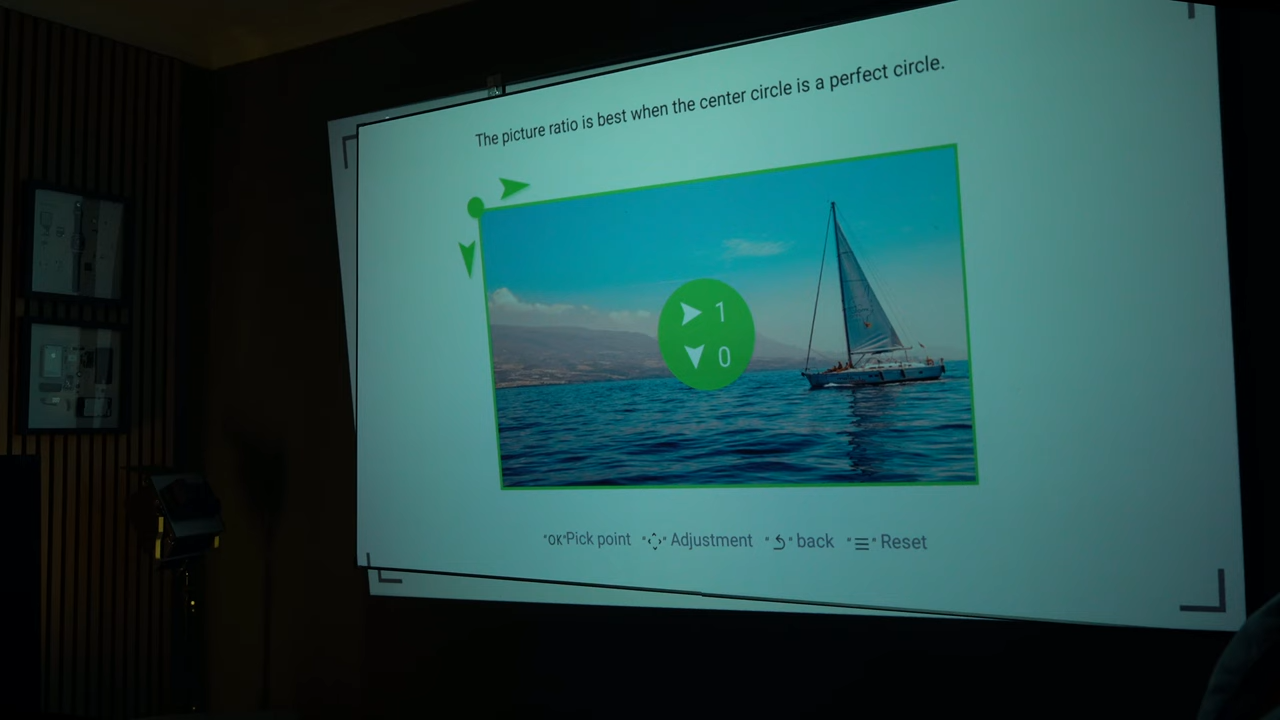 The picture ratio is best when the center circle is a perfect circle.
1
0
"OK"Pick point "✥" Adjustment "↶" back "☰" Reset